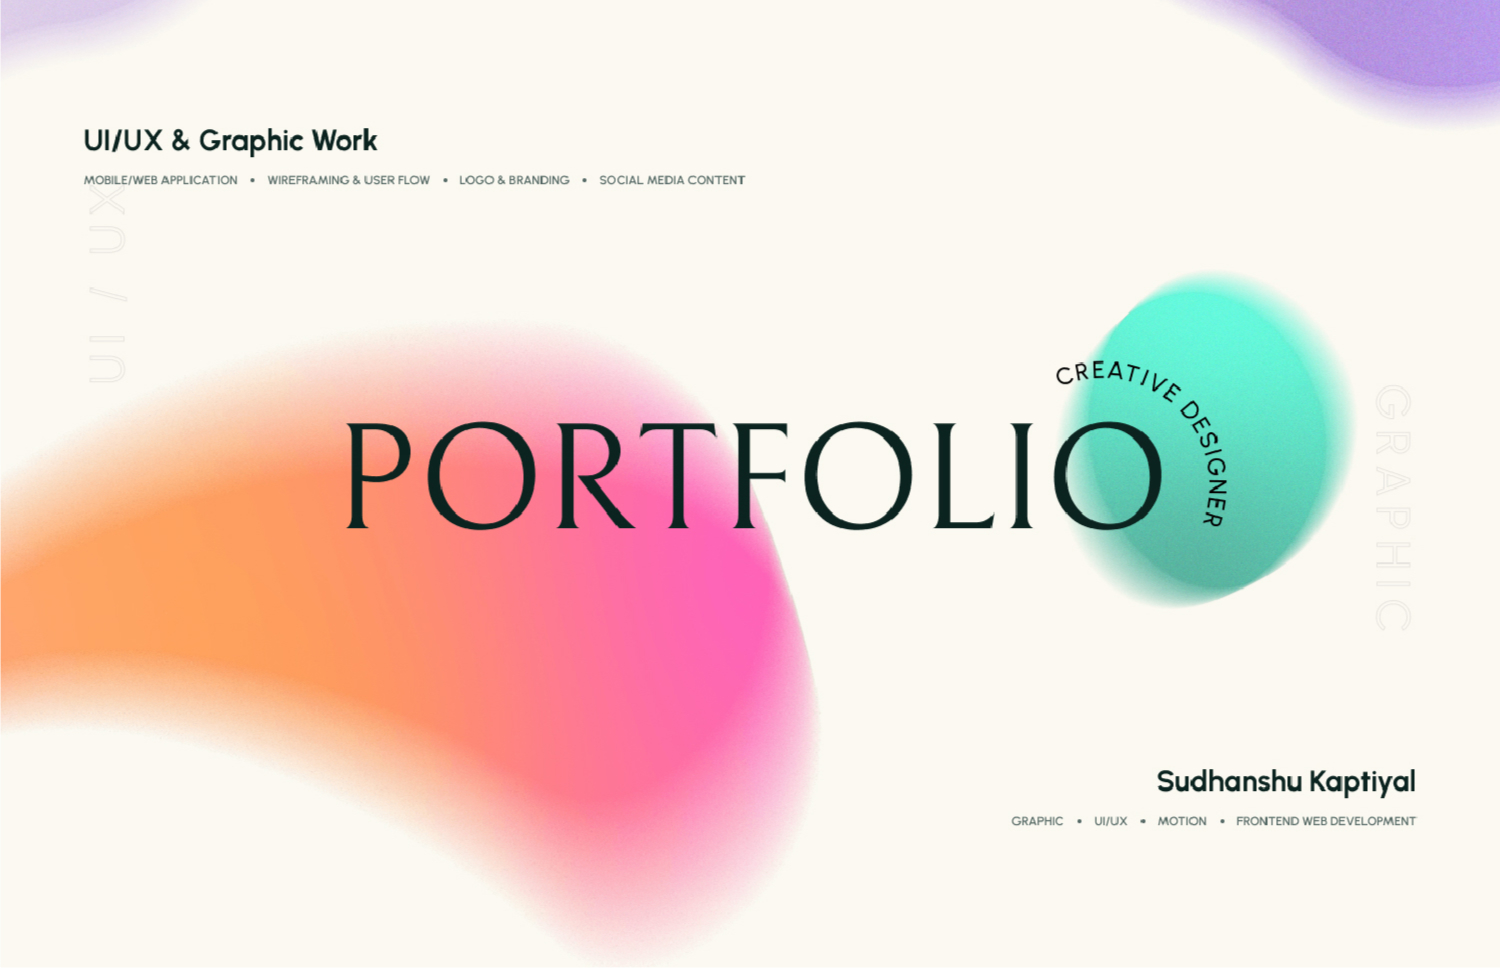 UI/UX & Graphic Work
MOBILE/WEB APPLICATION • WIREFRAMING & USER FLOW • LOGO & BRANDING • SOCIAL MEDIA CONTENT
UI / UX
CREATIVE DESIGNER
PORTFOLIO
GRAPHIC
Sudhanshu Kaptiyal
GRAPHIC • UI/UX • MOTION • FRONTEND WEB DEVELOPMENT